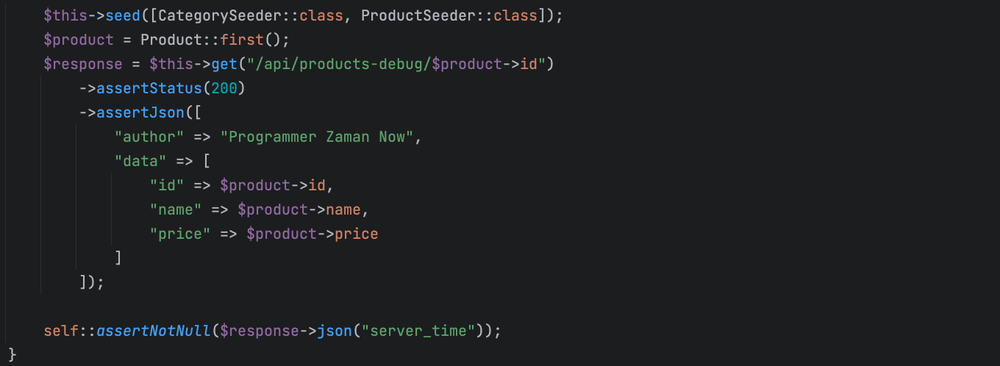 $this->seed([CategorySeeder::class, ProductSeeder::class]);
$product = Product::first();
$response = $this->get("/api/products-debug/$product->id")
->assertStatus(200)
->assertJson([
"author" => "Programmer Zaman Now",
"data" => [
"id" => $product->id,
"name" => $product->name,
"price" => $product->price
]
]);
self::assertNotNull($response->json("server_time"));
}